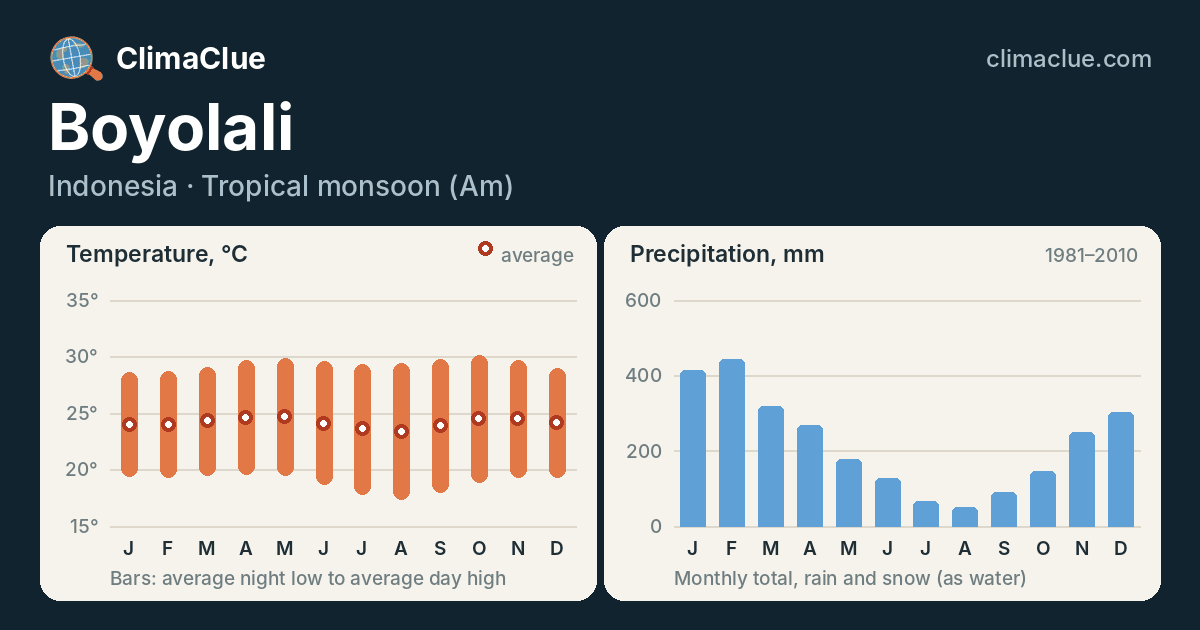 ClimaClue
climaclue.com
Boyolali
Indonesia · Tropical monsoon (Am)
Temperature, °C
average
35°
30°
25°
20°
15°
J F M A M J J A S O N D
Bars: average night low to average day high
Precipitation, mm
1981–2010
600
400
200
0
J F M A M J J A S O N D
Monthly total, rain and snow (as water)